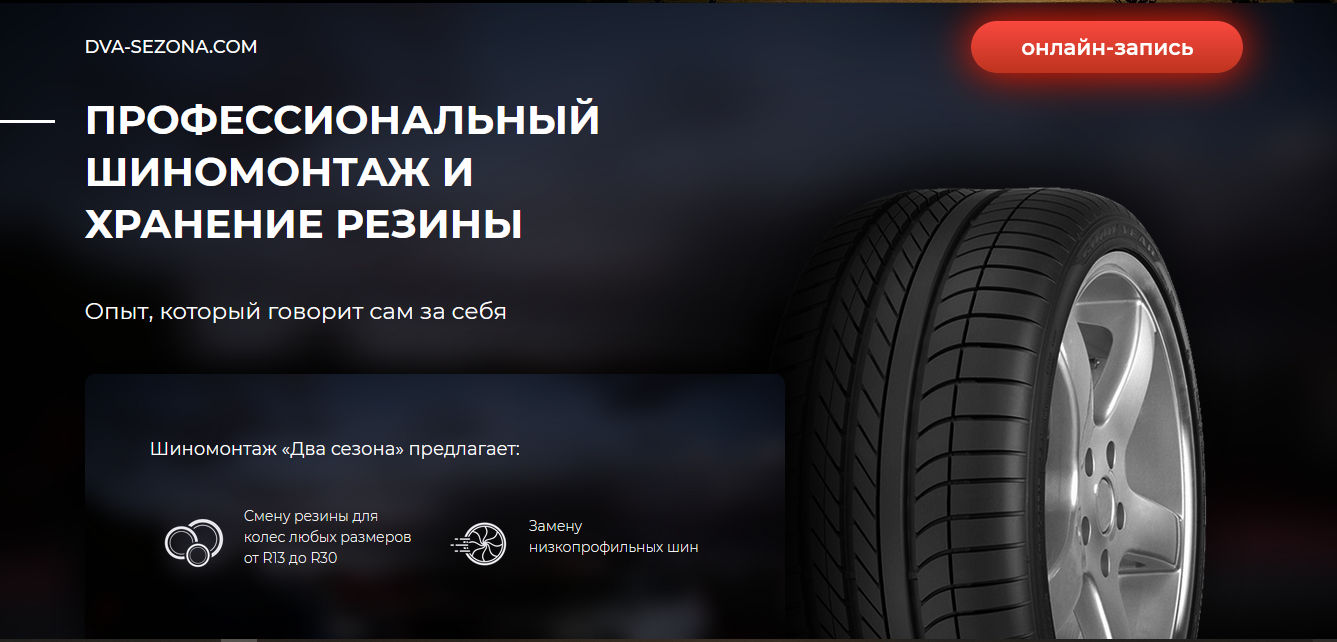 DVA-SEZONA.COM
онлайн-запись
ПРОФЕССИОНАЛЬНЫЙ
ШИНОМОНТАЖ И
ХРАНЕНИЕ РЕЗИНЫ
Опыт, который говорит сам за себя
Шиномонтаж «Два сезона» предлагает:
Смену резины для
колес любых размеров
от R13 до R30
Замену
низкопрофильных шин